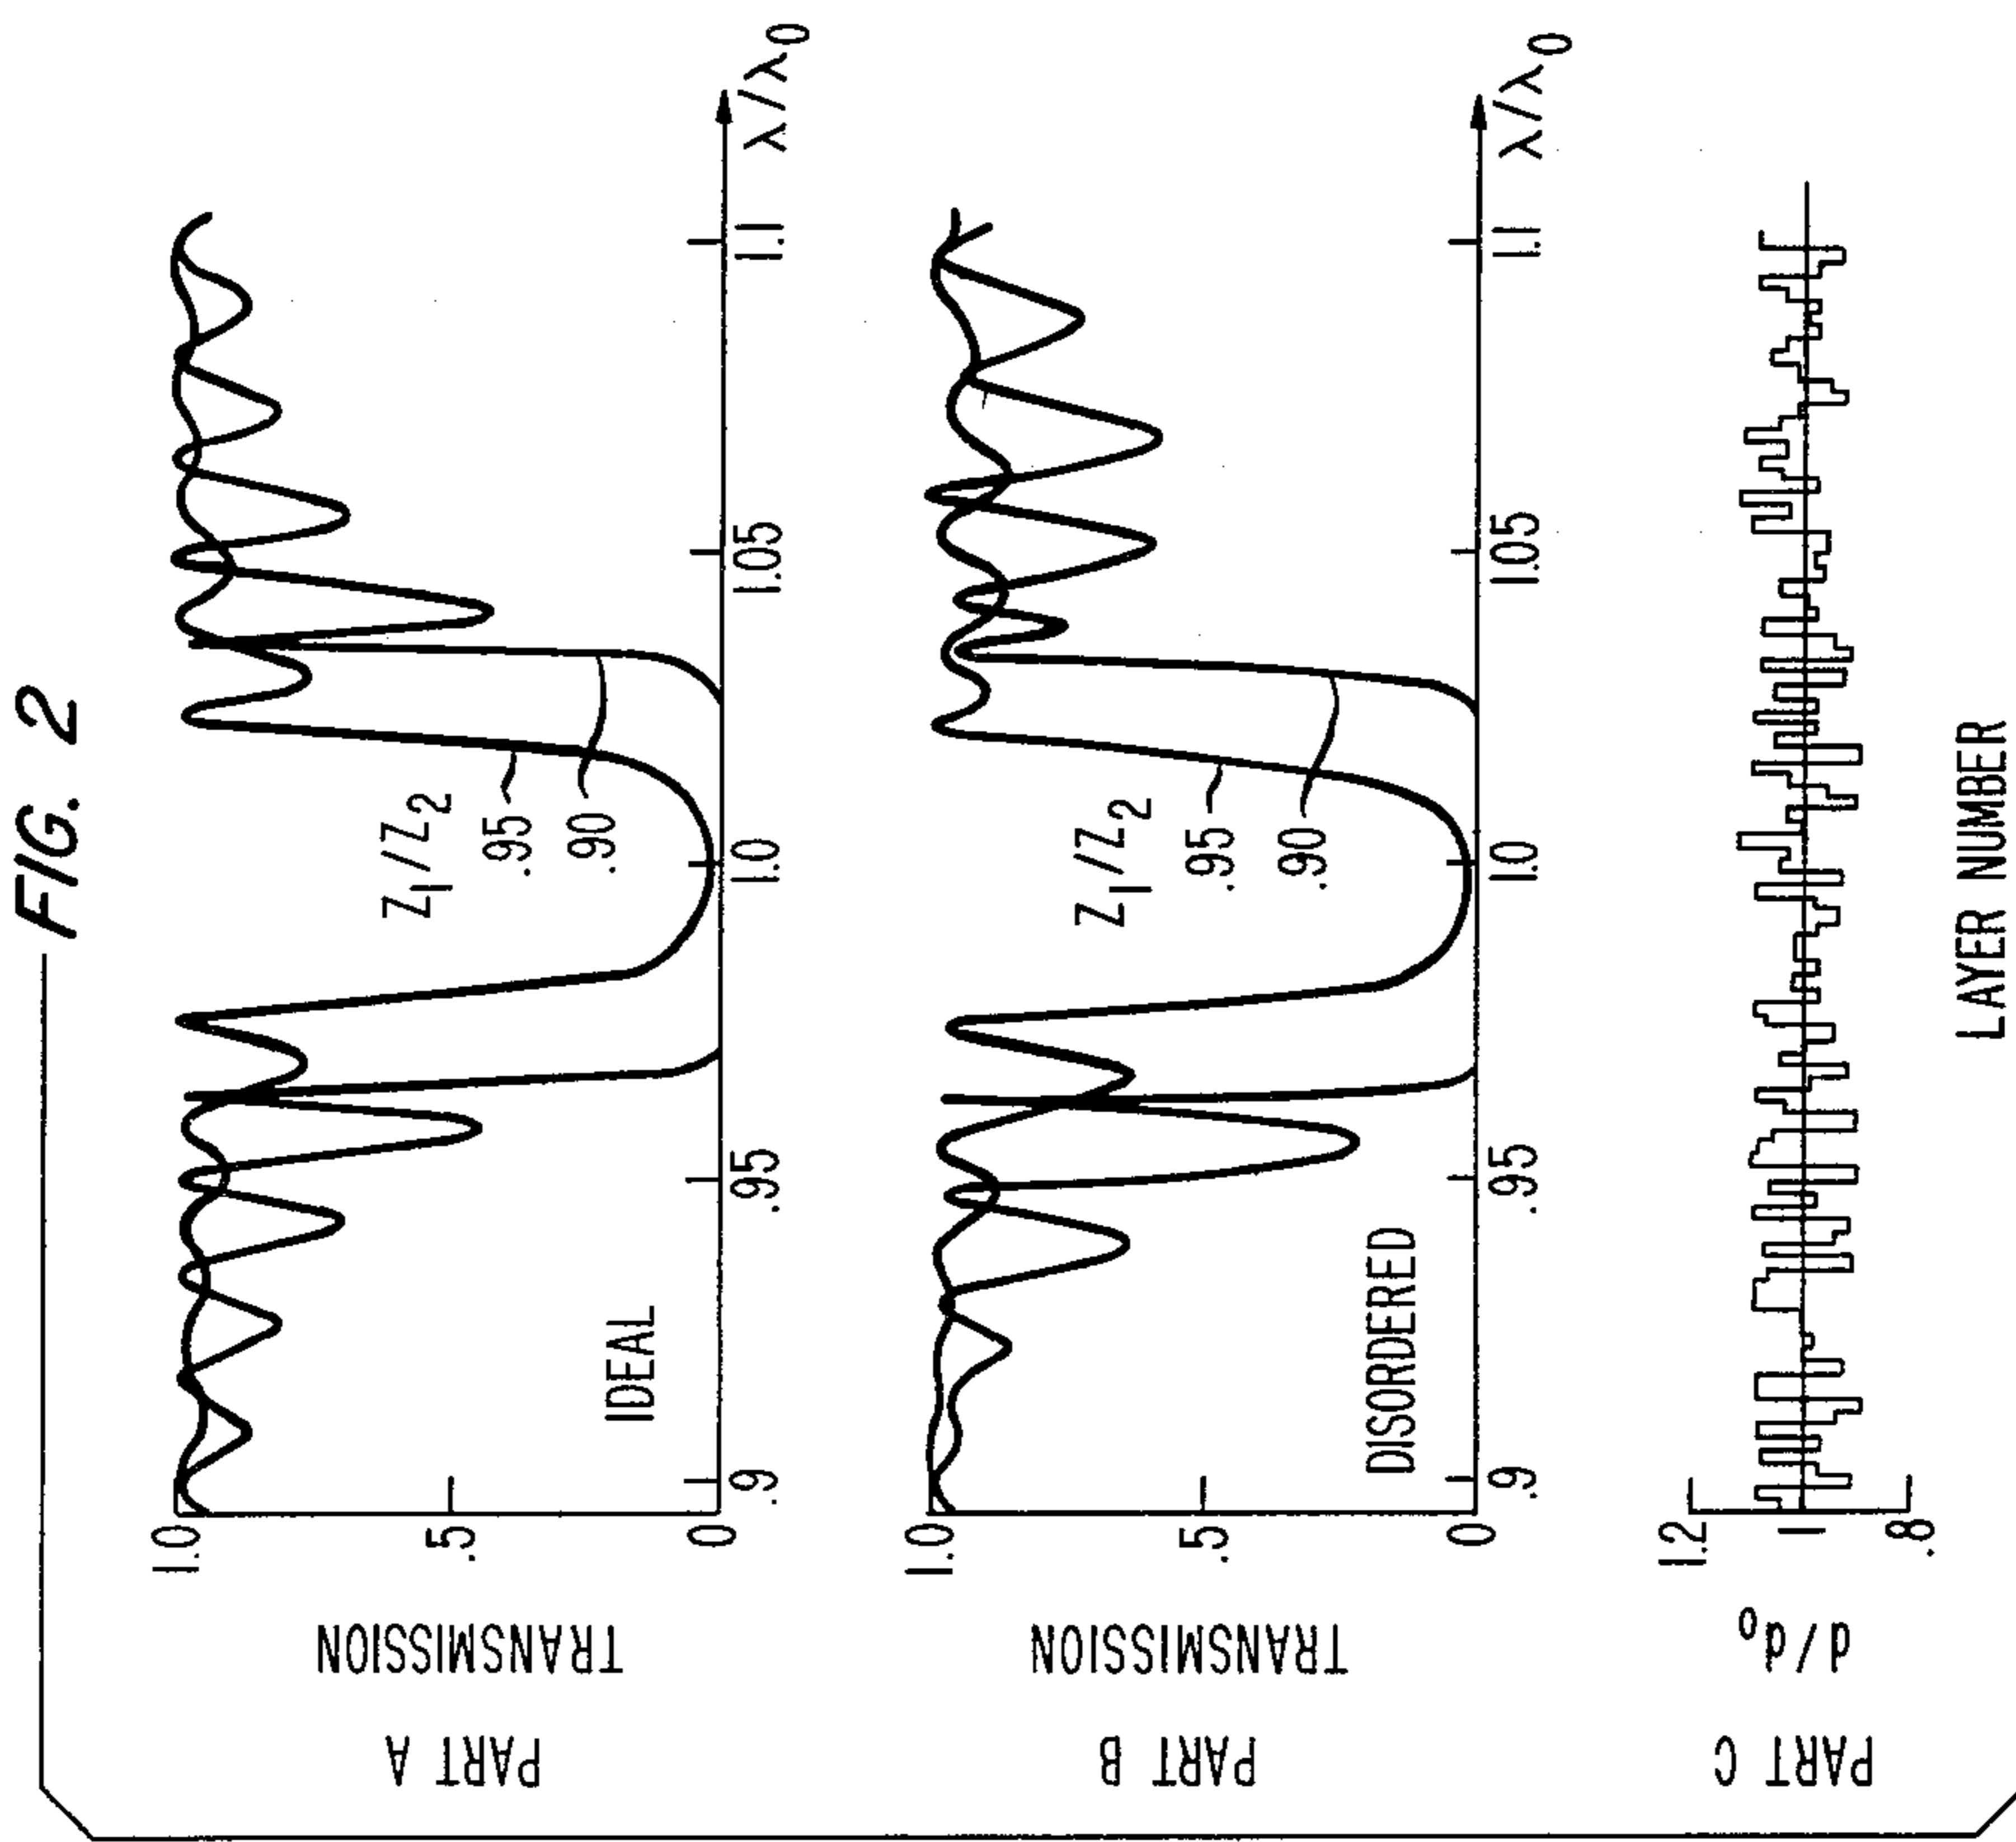 FIG. 2
PART A
TRANSMISSION
1.0
.5
0
IDEAL
Z1/Z2
.95
.90
.9
.95
1.0
1.05
1.1
λ/λ0
PART B
TRANSMISSION
1.0
.5
0
DISORDERED
Z1/Z2
.95
.90
.9
.95
1.0
1.05
1.1
λ/λ0
PART C
d/d0
1.2
1
.8
LAYER NUMBER